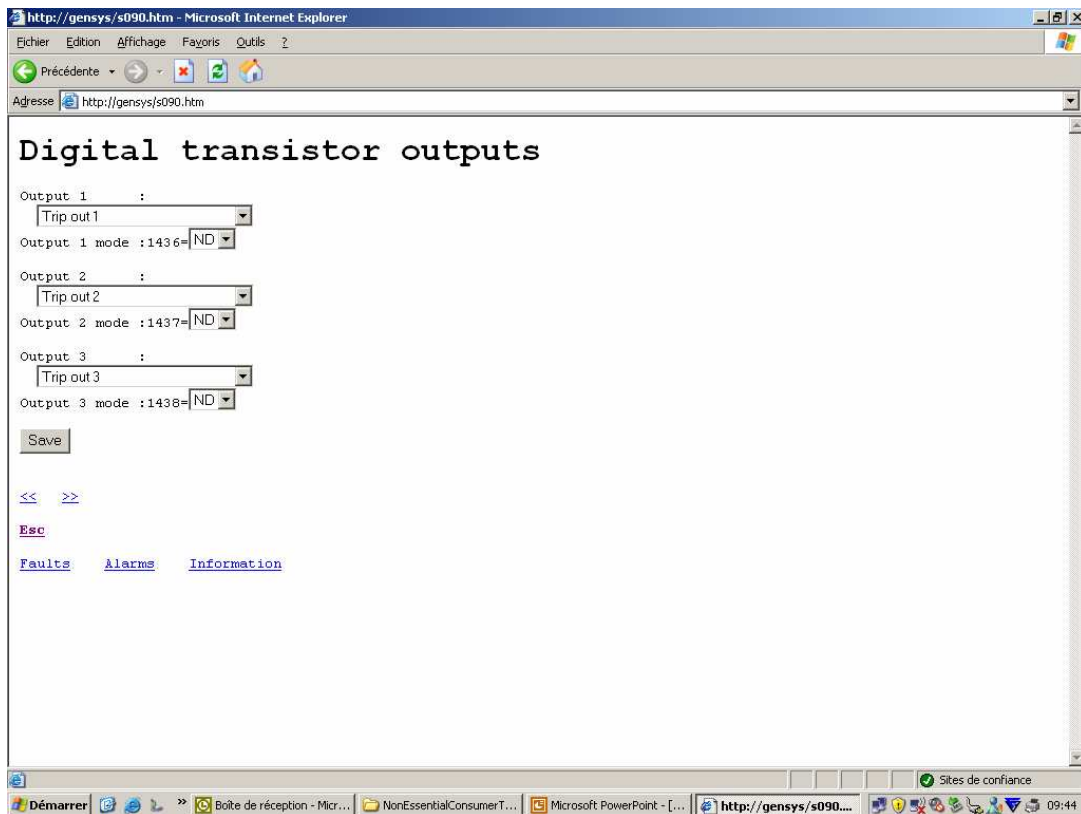 http://gensys/s090.htm - Microsoft Internet Explorer
Fichier Edition Affichage Favoris Outils ?
Précédente
Adresse http://gensys/s090.htm
Digital transistor outputs
Output 1 :
Trip out 1
Output 1 mode :1436= ND
Output 2 :
Trip out 2
Output 2 mode :1437= ND
Output 3 :
Trip out 3
Output 3 mode :1438= ND
Save
<< >>
Esc
Faults Alarms Information
Sites de confiance
Démarrer » Boîte de réception - Micr... NonEssentialConsumerT... Microsoft PowerPoint - [... http://gensys/s090.... 09:44